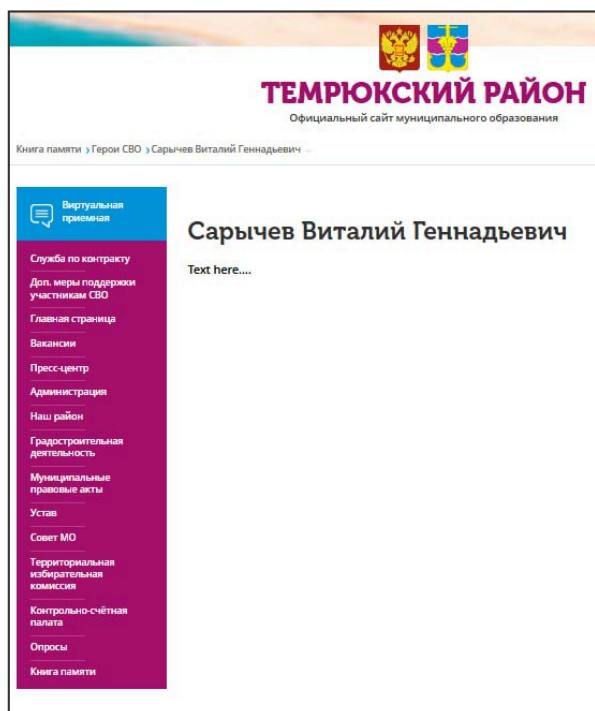 ТЕМРЮКСКИЙ РАЙОН
Официальный сайт муниципального образования
Книга памяти › Герои СВО › Сарычев Виталий Геннадьевич
Виртуальная
приемная
Служба по контракту
Доп. меры поддержки
участникам СВО
Главная страница
Вакансии
Пресс-центр
Администрация
Наш район
Градостроительная
деятельность
Муниципальные
правовые акты
Устав
Совет МО
Территориальная
избирательная
комиссия
Контрольно-счётная
палата
Опросы
Книга памяти
Сарычев Виталий Геннадьевич
Text here....